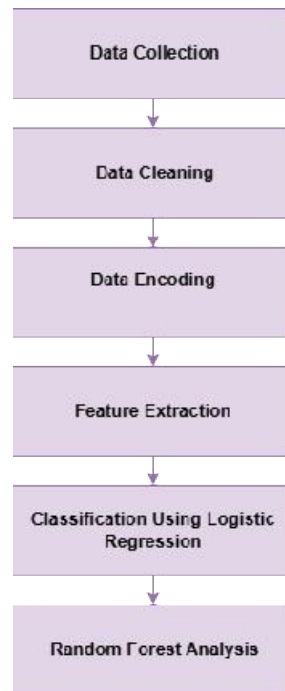 Data Collection
Data Cleaning
Data Encoding
Feature Extraction
Classification Using Logistic
Regression
Random Forest Analysis